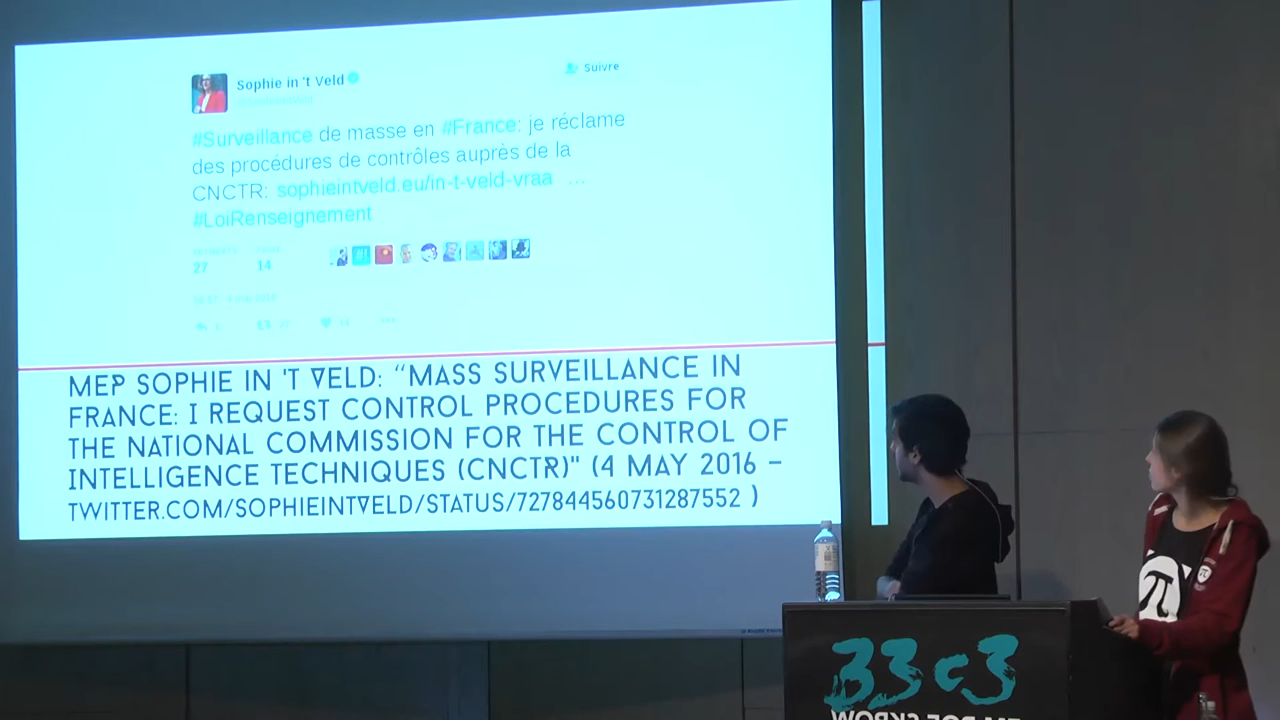 Sophie in 't Veld
Suivre
#Surveillance de masse en #France: je réclame
des procédures de contrôles auprès de la
CNCTR: sophieintveld.eu/in-t-veld-vraa …
#LoiRenseignement
27 14
MEP SOPHIE IN 'T VELD: “MASS SURVEILLANCE IN
FRANCE: I REQUEST CONTROL PROCEDURES FOR
THE NATIONAL COMMISSION FOR THE CONTROL OF
INTELLIGENCE TECHNIQUES (CNCTR)" (4 MAY 2016 –
TWITTER.COM/SOPHIEINTVELD/STATUS/727844560731287552 )
π
π
33c3
WORKS FOR ME